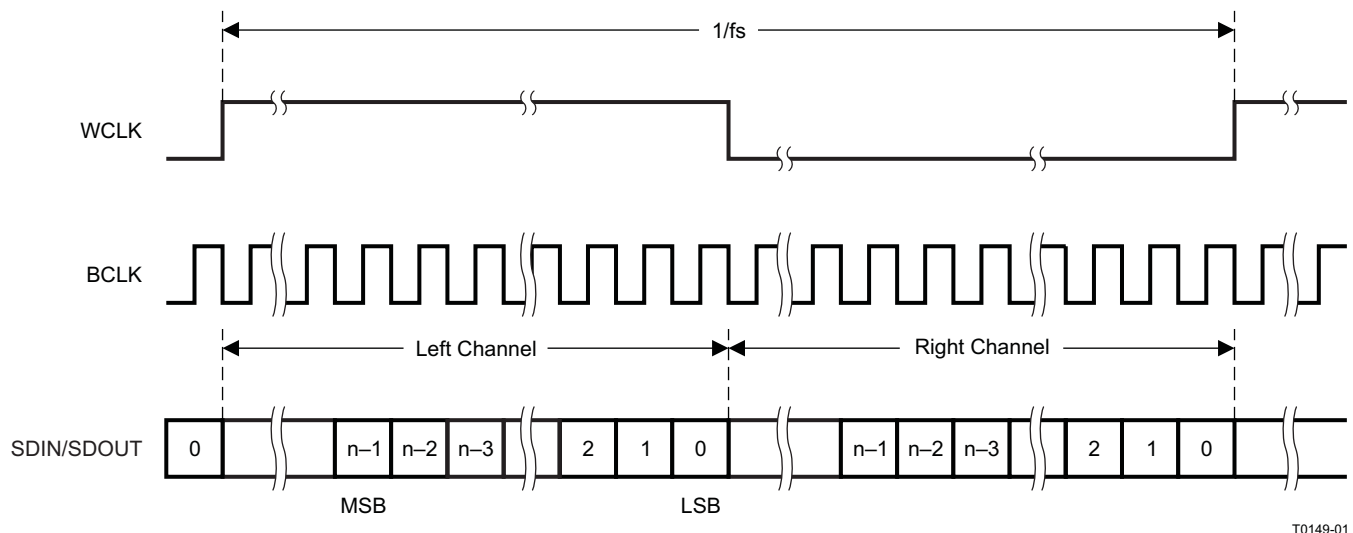 1/fs
WCLK
BCLK
Left Channel Right Channel
SDIN/SDOUT 0 n–1 n–2 n–3 2 1 0 n–1 n–2 n–3 2 1 0
MSB LSB
T0149-01